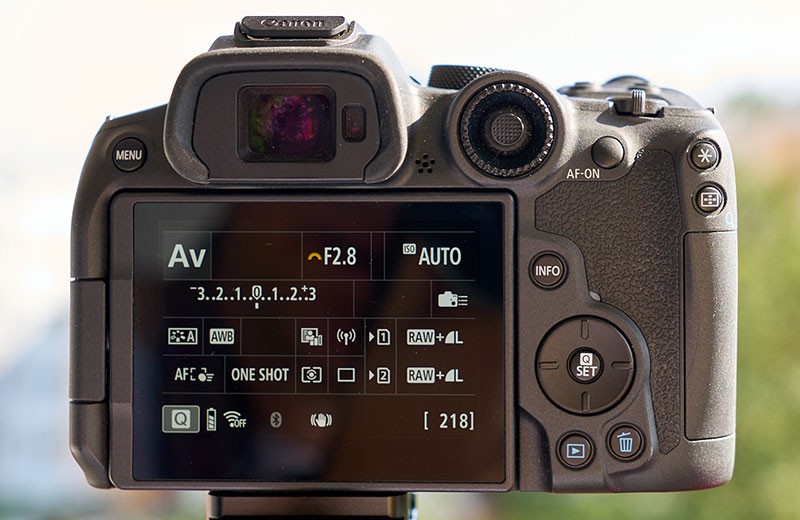 Canon
MENU
AF-ON
Q
INFO
Q
SET
Av F2.8 ISO AUTO
-3..2..1..0..1..2.+3
A AWB 1 RAW+L
AF ONE SHOT 2 RAW+L
Q OFF [ 218]